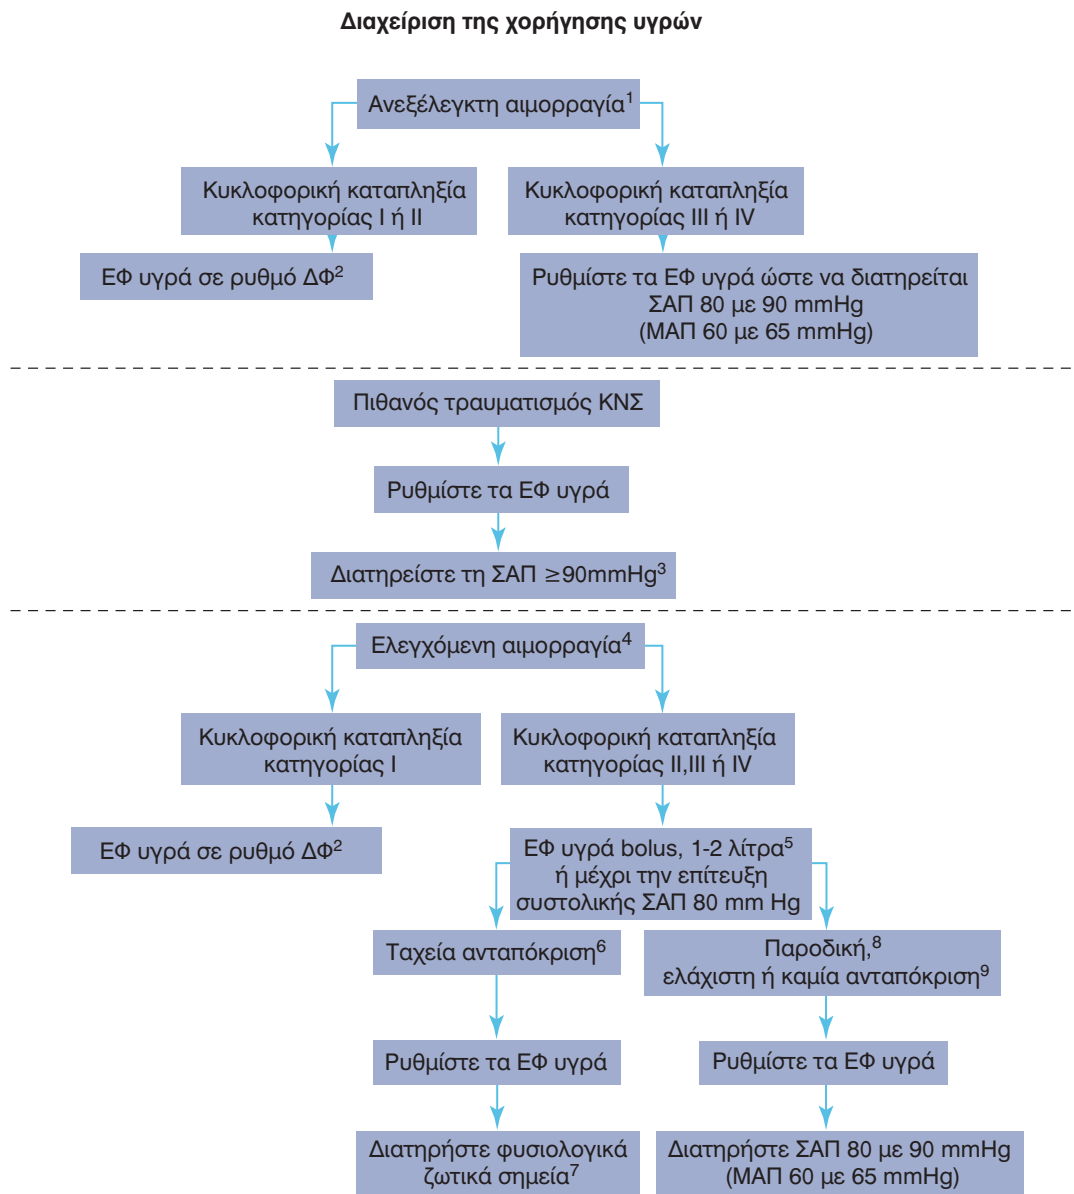 Διαχείριση της χορήγησης υγρών
Ανεξέλεγκτη αιμορραγία1
Κυκλοφορική καταπληξία
κατηγορίας I ή II
Κυκλοφορική καταπληξία
κατηγορίας III ή IV
ΕΦ υγρά σε ρυθμό ΔΦ2
Ρυθμίστε τα ΕΦ υγρά ώστε να διατηρείται
ΣΑΠ 80 με 90 mmHg
(ΜΑΠ 60 με 65 mmHg)
Πιθανός τραυματισμός ΚΝΣ
Ρυθμίστε τα ΕΦ υγρά
Διατηρείστε τη ΣΑΠ ≥90mmHg3
Ελεγχόμενη αιμορραγία4
Κυκλοφορική καταπληξία
κατηγορίας I
Κυκλοφορική καταπληξία
κατηγορίας II,III ή IV
ΕΦ υγρά σε ρυθμό ΔΦ2
ΕΦ υγρά bolus, 1-2 λίτρα5
ή μέχρι την επίτευξη
συστολικής ΣΑΠ 80 mm Hg
Ταχεία ανταπόκριση6
Παροδική,8
ελάχιστη ή καμία ανταπόκριση9
Ρυθμίστε τα ΕΦ υγρά
Ρυθμίστε τα ΕΦ υγρά
Διατηρήστε φυσιολογικά
ζωτικά σημεία7
Διατηρήστε ΣΑΠ 80 με 90 mmHg
(ΜΑΠ 60 με 65 mmHg)